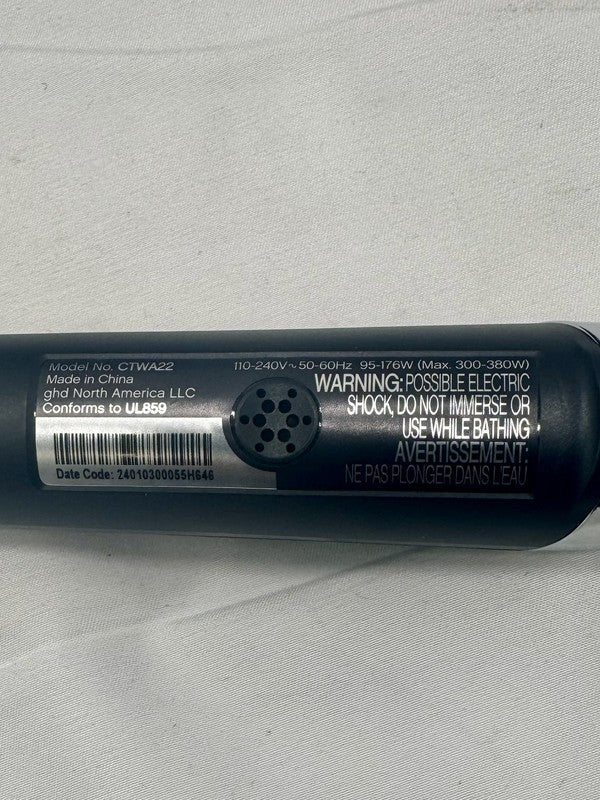 Model No. CTWA22
Made in China
ghd North America LLC
Conforms to UL859
Date Code: 24010300055H646
110-240V~ 50-60Hz 95-176W (Max. 300-380W)
WARNING: POSSIBLE ELECTRIC
SHOCK, DO NOT IMMERSE OR
USE WHILE BATHING
AVERTISSEMENT:
NE PAS PLONGER DANS L'EAU